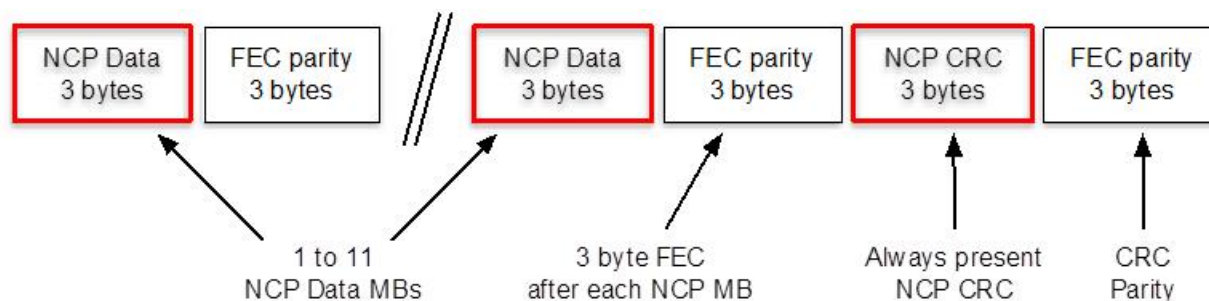 NCP Data
3 bytes
FEC parity
3 bytes
NCP Data
3 bytes
FEC parity
3 bytes
NCP CRC
3 bytes
FEC parity
3 bytes
1 to 11
NCP Data MBs
3 byte FEC
after each NCP MB
Always present
NCP CRC
CRC
Parity